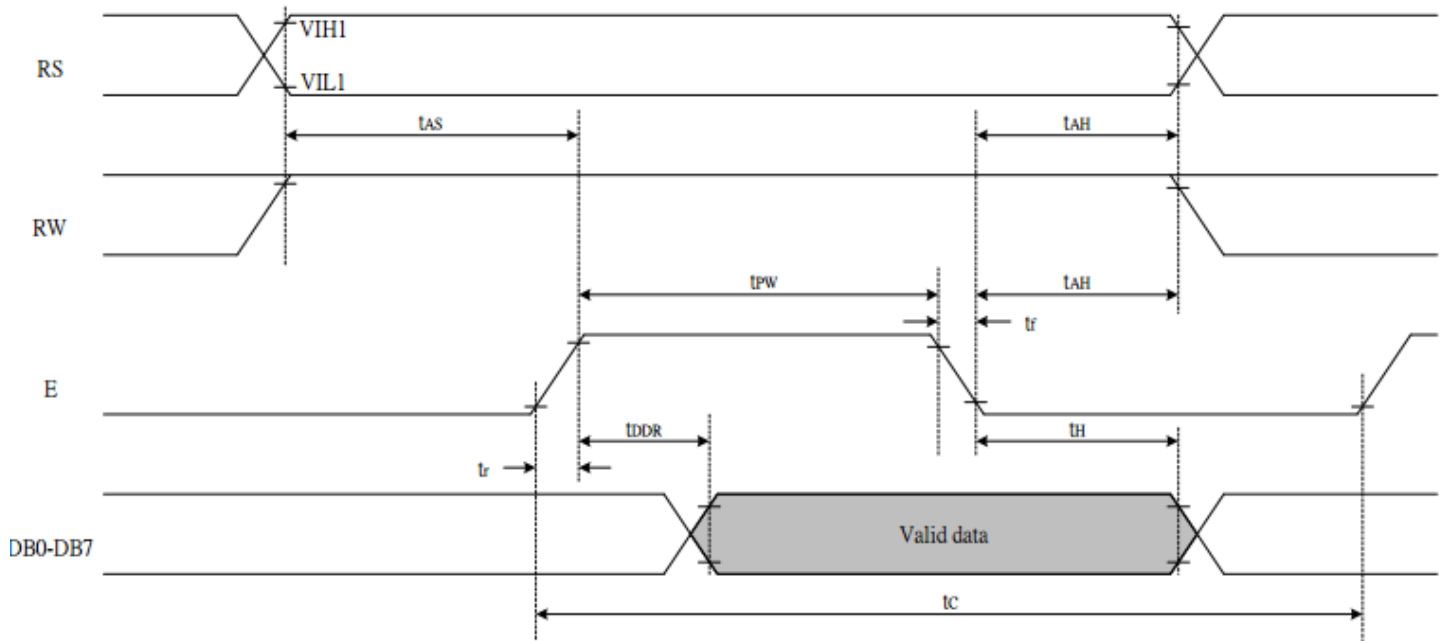 VIH1
RS
VIL1
tAS
tAH
RW
tPW
tAH
tf
E
tDDR
tH
tr
Valid data
DB0-DB7
tC